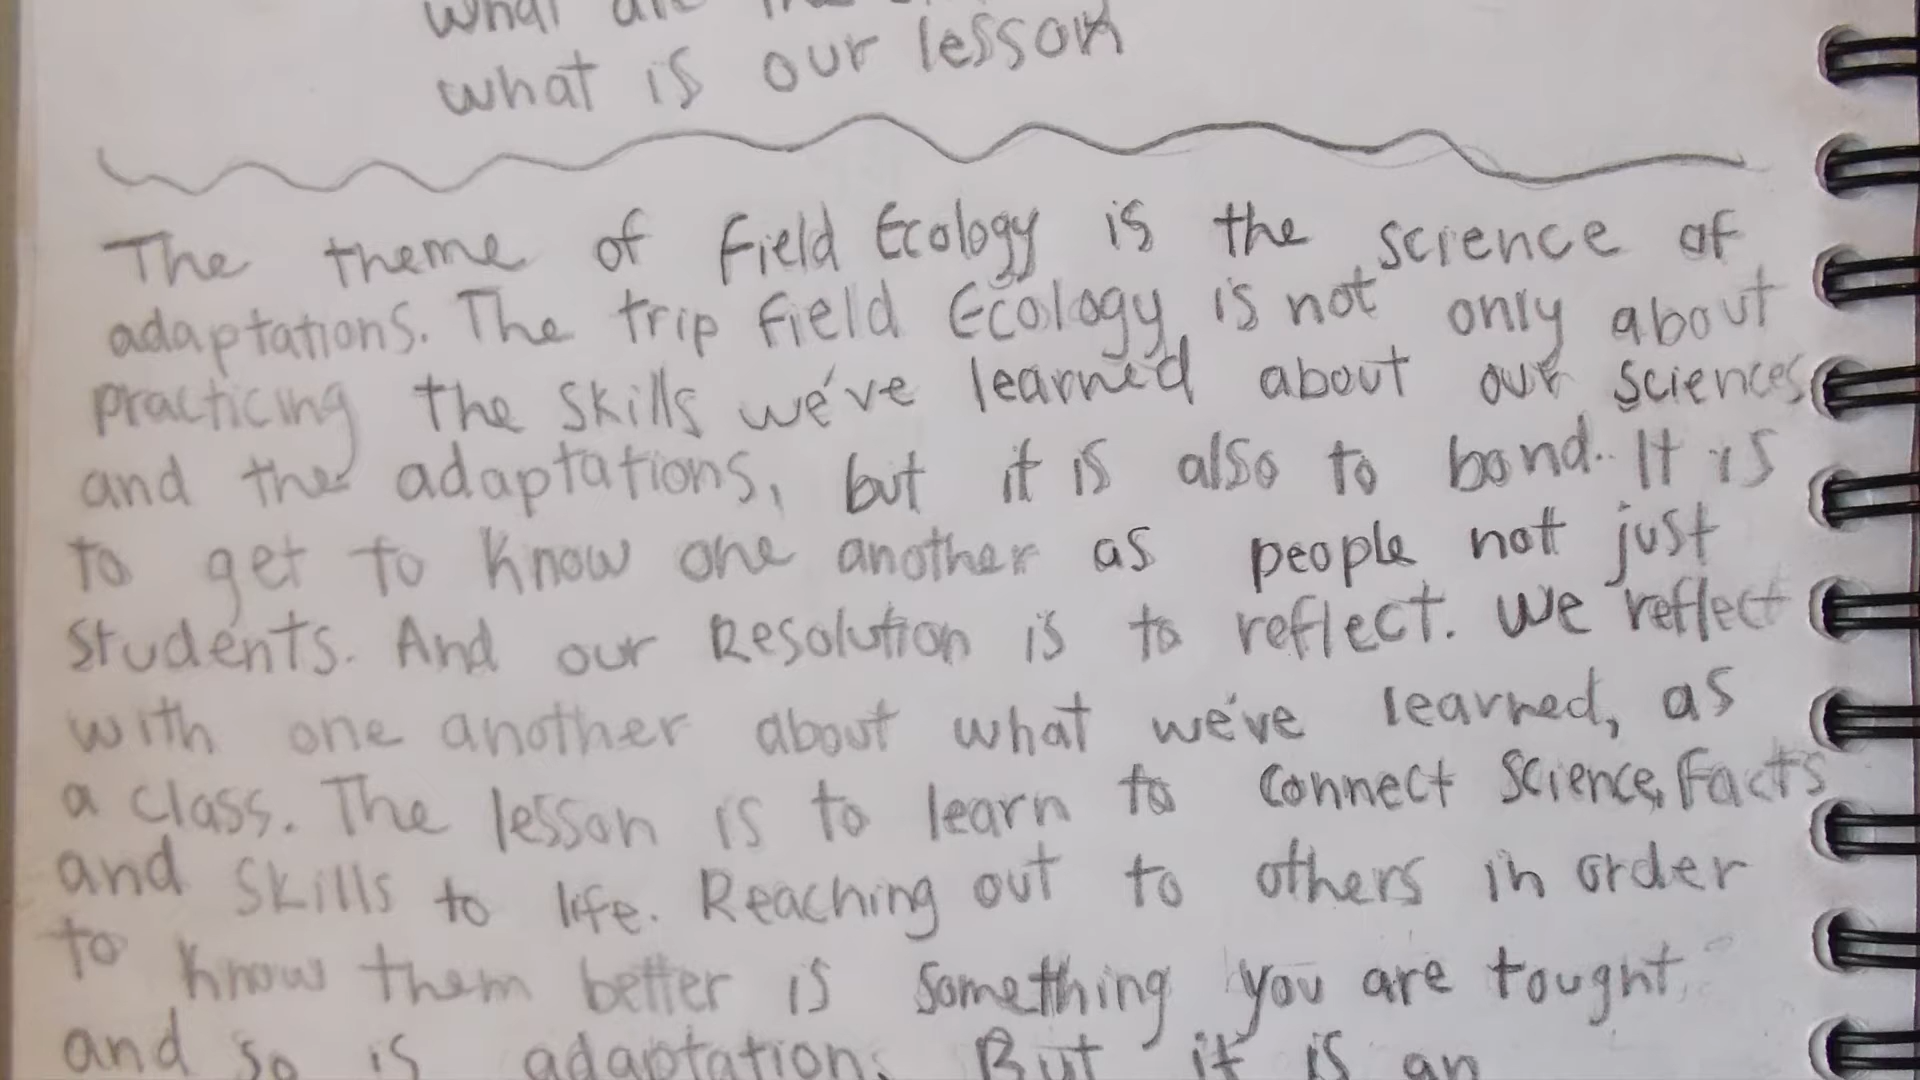 what
what is our lesson
The theme of Field Ecology is the science of
adaptations. The trip Field Ecology is not only about
practicing the skills we've learned about our sciences
and the adaptations, but it is also to bond. It is
to get to know one another as people not just
students. And our Resolution is to reflect. We reflect
with one another about what we've learned, as
a class. The lesson is to learn to connect Science, Facts
and skills to life. Reaching out to others in order
to know them better is something you are tought
and so is adaptation. But it is an